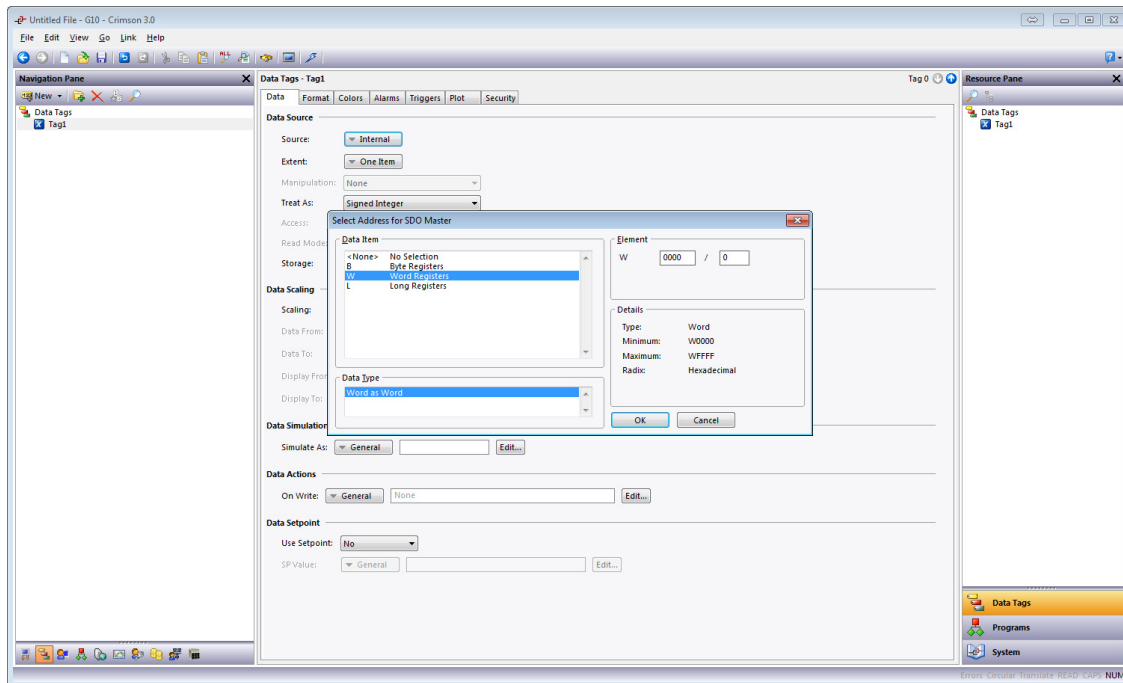 Untitled File - G10 - Crimson 3.0
File Edit View Go Link Help
Navigation Pane
New
Data Tags
Tag1
Data Tags - Tag1
Tag 0
Data Format Colors Alarms Triggers Plot Security
Data Source
Source: Internal
Extent: One Item
Manipulation: None
Treat As: Signed Integer
Access:
Read Mode:
Storage:
Data Scaling
Scaling:
Data From:
Data To:
Display From
Display To:
Select Address for SDO Master
Data Item
<None> No Selection
B Byte Registers
W Word Registers
L Long Registers
Data Type
Word as Word
Element
W 0000 / 0
Details
Type: Word
Minimum: W0000
Maximum: WFFFF
Radix: Hexadecimal
OK Cancel
Data Simulation
Simulate As: General Edit...
Data Actions
On Write: General None Edit...
Data Setpoint
Use Setpoint: No
SP Value: General Edit...
Resource Pane
Data Tags
Tag1
Data Tags
Programs
System
Errors Circular Translate READ CAPS NUM